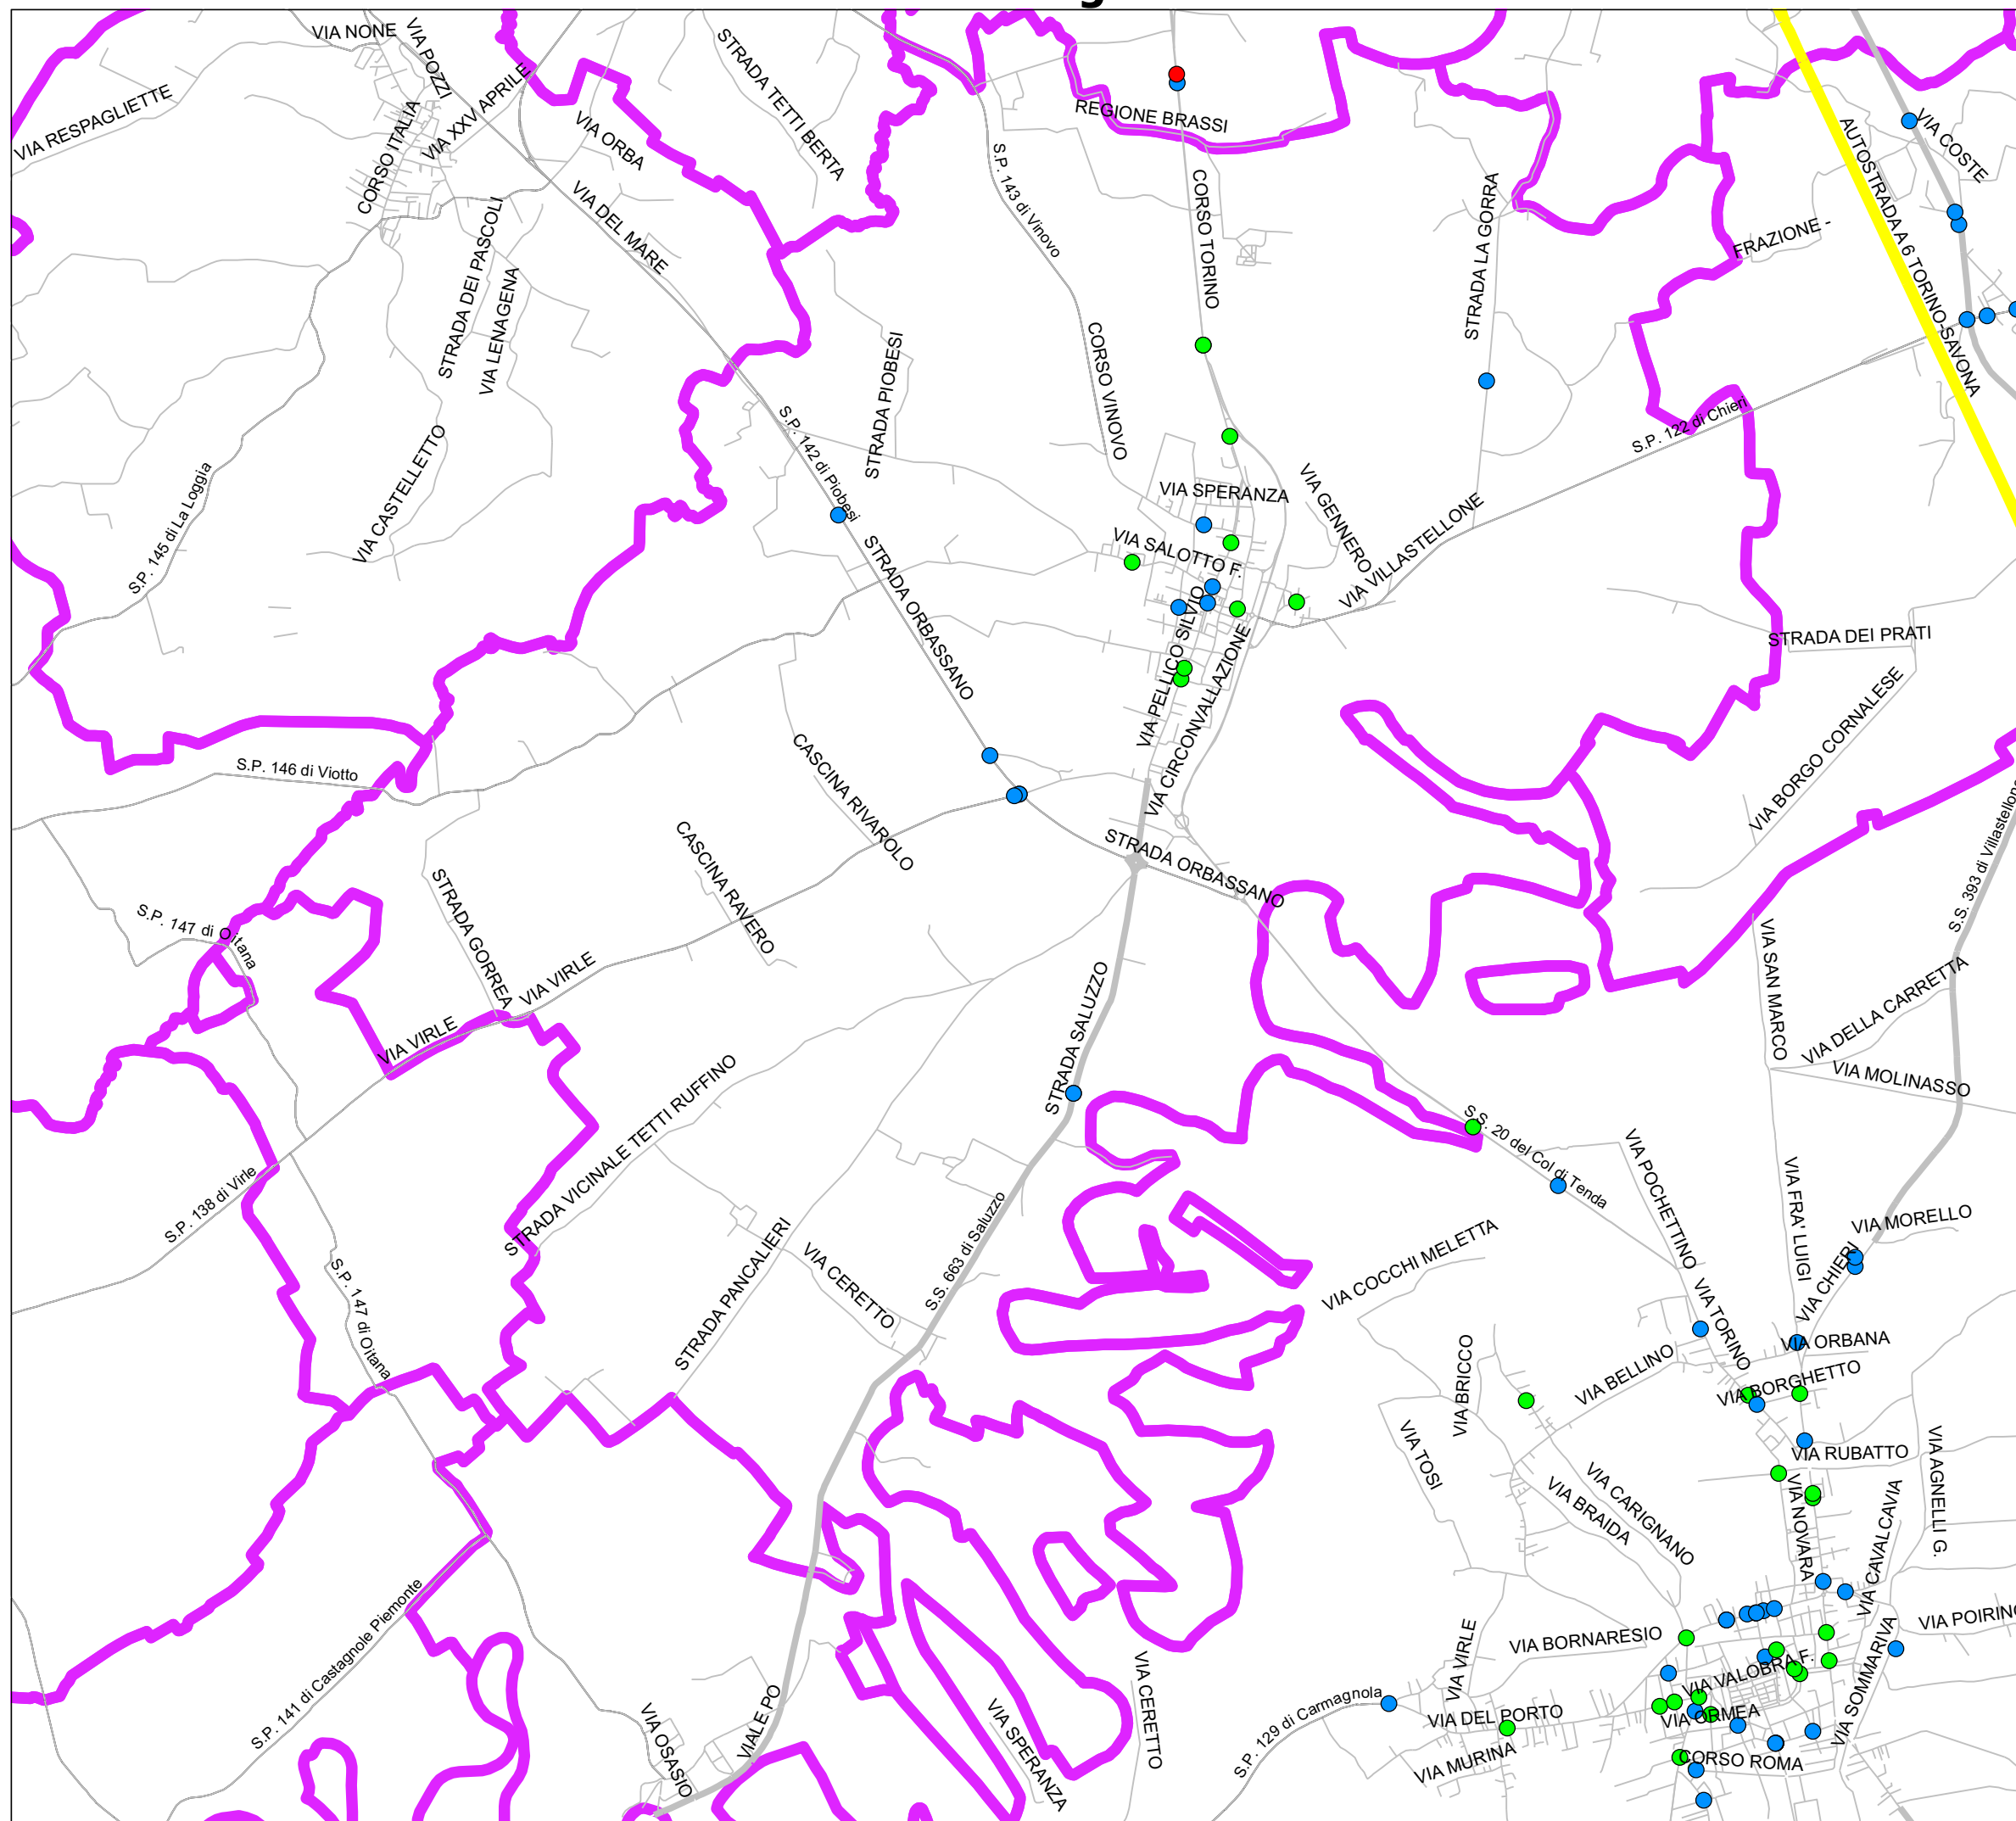 g
VIA NONE
VIA POZZI
STRADA TETTI BERTA
VIA RESPAGLIETTE
CORSO ITALIA
VIA XXV APRILE
VIA ORBA
REGIONE BRASSI
VIA COSTE
AUTOSTRADA A 6 TORINO-SAVONA
S.P. 143 di Vinovo
CORSO TORINO
STRADA LA GORRA
FRAZIONE -
VIA DEL MARE
STRADA DEI PASCOLI
VIA LENAGENA
STRADA PIOBESI
CORSO VINOVO
S.P. 122 di Chieri
S.P. 142 di Piobesi
VIA CASTELLETTO
S.P. 145 di La Loggia
VIA SPERANZA
VIA GENNERO
VIA SALOTTO F.
VIA VILLASTELLONE
STRADA ORBASSANO
VIA PELLICO SILVIO
VIA CIRCONVALLAZIONE
STRADA DEI PRATI
VIA BORGO CORNALESE
S.P. 146 di Viotto
CASCINA RIVAROLO
CASCINA RAVERO
STRADA ORBASSANO
S.S. 393 di Villastellone
S.P. 147 di Oitana
STRADA GORREA
VIA VIRLE
VIA VIRLE
STRADA SALUZZO
VIA SAN MARCO
VIA DELLA CARRETTA
VIA MOLINASSO
STRADA VICINALE TETTI RUFFINO
S.S. 20 del Col di Tenda
VIA POCHETTINO
VIA FRA' LUIGI
S.P. 138 di Virle
VIA MORELLO
STRADA PANCALIERI
VIA CERETTO
S.S. 663 di Saluzzo
VIA COCCHI MELETTA
VIA CHIERI
S.P. 147 di Oitana
VIA TORINO
VIA ORBANA
VIA BRICCO
VIA BELLINO
VIA BORGHETTO
VIA TOSI
VIA RUBATTO
VIA AGNELLI G.
VIA CARIGNANO
VIA BRAIDA
VIA NOVARA
VIA CAVALCAVIA
S.P. 141 di Castagnole Piemonte
VIA POIRINO
VIA BORNARESIO
VIA VIRLE
VIA VALOBRA F.
VIA SOMMARIVA
VIA CERETTO
S.P. 129 di Carmagnola
VIA DEL PORTO
VIA ORMEA
VIA OSASIO
VIALE PO
VIA SPERANZA
VIA MURINA
CORSO ROMA